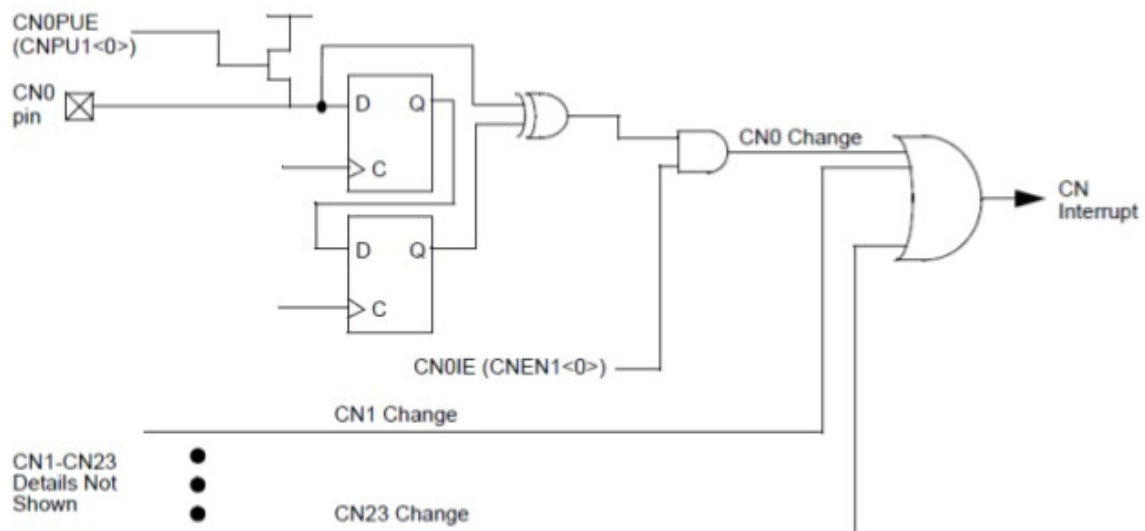 CN0PUE
(CNPU1<0>)
CN0
pin
D Q
C
D Q
C
CN0 Change
CN
Interrupt
CN0IE (CNEN1<0>)
CN1 Change
CN1-CN23
Details Not
Shown
CN23 Change